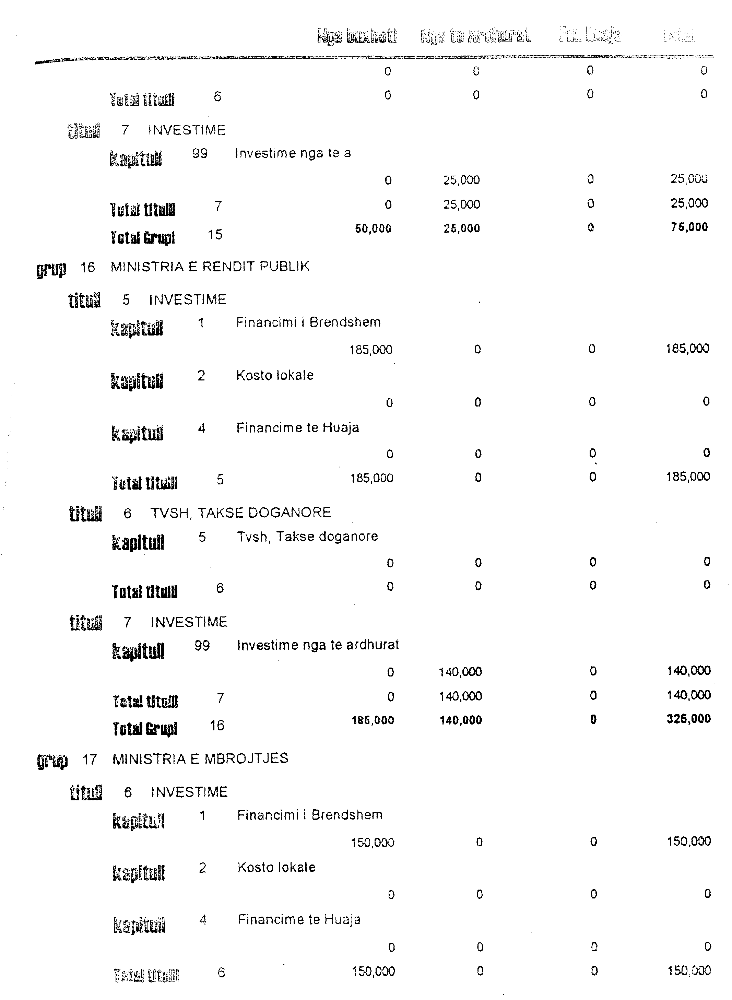 Nga buxheti Nga te Ardhurat Fin. Huaja Total
0 0 0 0
Total titulli 6 0 0 0 0
titull 7 INVESTIME
kapitull 99 Investime nga te a
0 25,000 0 25,000
Total titulli 7 0 25,000 0 25,000
Total Grupi 15 50,000 25,000 0 75,000
grup 16 MINISTRIA E RENDIT PUBLIK
titull 5 INVESTIME
kapitull 1 Financimi i Brendshem
185,000 0 0 185,000
kapitull 2 Kosto lokale
0 0 0 0
kapitull 4 Financime te Huaja
0 0 0 0
Total titulli 5 185,000 0 0 185,000
titull 6 TVSH, TAKSE DOGANORE
kapitull 5 Tvsh, Takse doganore
0 0 0 0
Total titulli 6 0 0 0 0
titull 7 INVESTIME
kapitull 99 Investime nga te ardhurat
0 140,000 0 140,000
Total titulli 7 0 140,000 0 140,000
Total Grupi 16 185,000 140,000 0 325,000
grup 17 MINISTRIA E MBROJTJES
titull 6 INVESTIME
kapitull 1 Financimi i Brendshem
150,000 0 0 150,000
kapitull 2 Kosto lokale
0 0 0 0
kapitull 4 Financime te Huaja
0 0 0 0
Total titulli 6 150,000 0 0 150,000